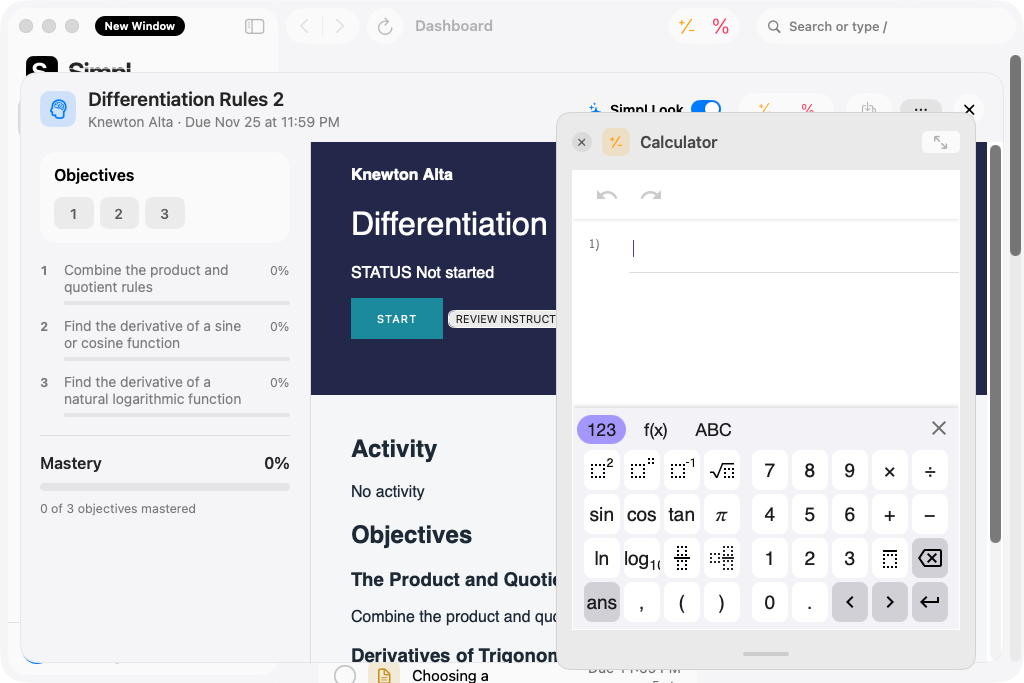 New Window
Dashboard
Search or type /
Simpl
Differentiation Rules 2
Knewton Alta · Due Nov 25 at 11:59 PM
Simpl Look
Objectives
1 2 3
1 Combine the product and quotient rules 0%
2 Find the derivative of a sine or cosine function 0%
3 Find the derivative of a natural logarithmic function 0%
Mastery 0%
0 of 3 objectives mastered
Knewton Alta
Differentiation
STATUS Not started
START
REVIEW INSTRUCT
Activity
No activity
Objectives
The Product and Quotie
Combine the product and quo
Derivatives of Trigonom
Choosing a
Calculator
1)
123 f(x) ABC
2 " -1 √ 7 8 9 × ÷
sin cos tan π 4 5 6 + −
ln log10 1 2 3
ans , ( ) 0 . < >